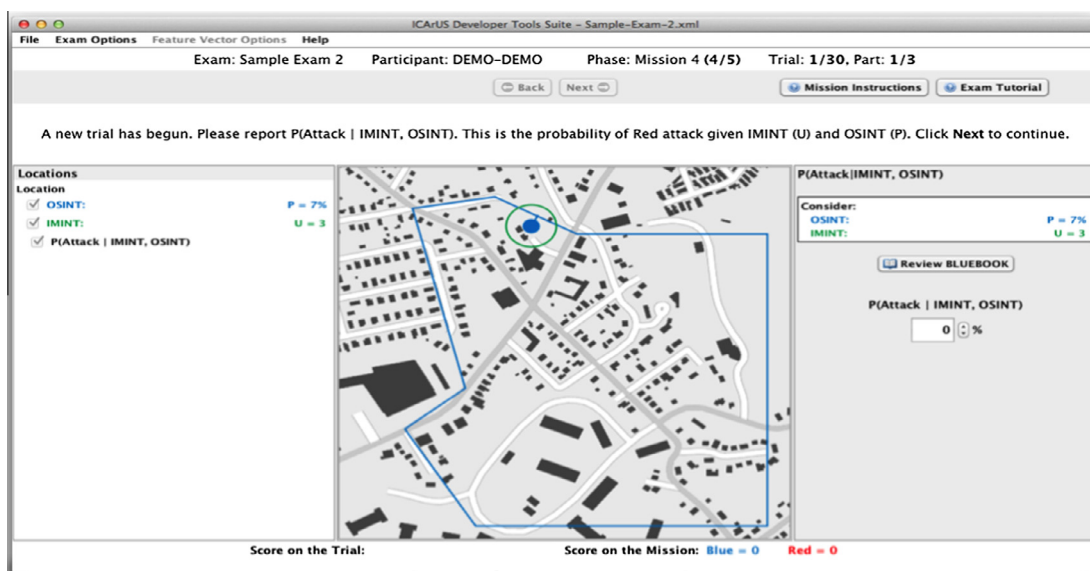 ICArUS Developer Tools Suite - Sample-Exam-2.xml
File Exam Options Feature Vector Options Help
Exam: Sample Exam 2 Participant: DEMO-DEMO Phase: Mission 4 (4/5) Trial: 1/30, Part: 1/3
Back Next Mission Instructions Exam Tutorial
A new trial has begun. Please report P(Attack | IMINT, OSINT). This is the probability of Red attack given IMINT (U) and OSINT (P). Click Next to continue.
Locations
Location
OSINT: P = 7%
IMINT: U = 3
P(Attack | IMINT, OSINT)
P(Attack|IMINT, OSINT)
Consider:
OSINT: P = 7%
IMINT: U = 3
Review BLUEBOOK
P(Attack | IMINT, OSINT)
0 %
Score on the Trial: Score on the Mission: Blue = 0 Red = 0